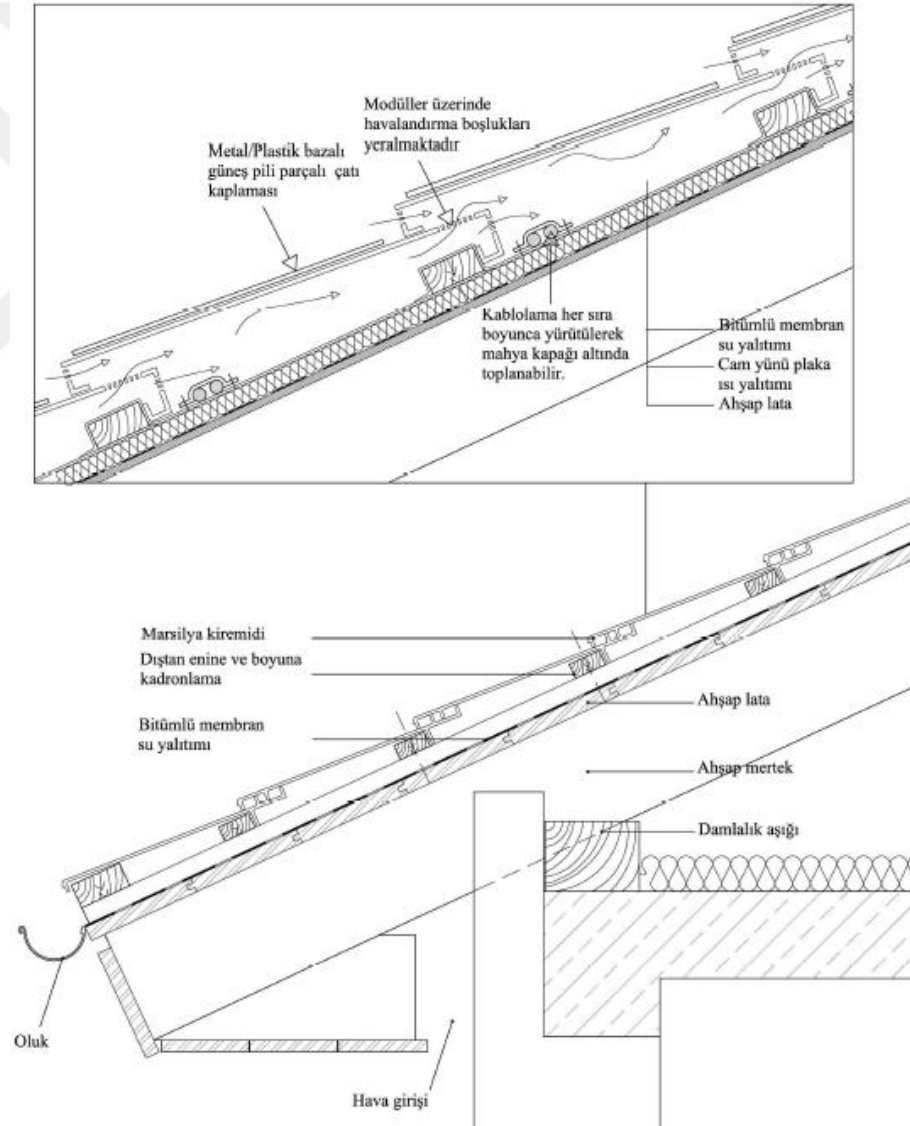 Modüller üzerinde
havalandırma boşlukları
yeralmaktadır
Metal/Plastik bazalı
güneş pili parçalı çatı
kaplaması
Kablolama her sıra
boyunca yürütülerek
mahya kapağı altında
toplanabilir.
Bitümlü membran
su yalıtımı
Cam yünü plaka
ısı yalıtımı
Ahşap lata
Marsilya kiremidi
Dıştan enine ve boyuna
kadronlama
Bitümlü membran
su yalıtımı
Ahşap lata
Ahşap mertek
Damlalık aşığı
Oluk
Hava girişi